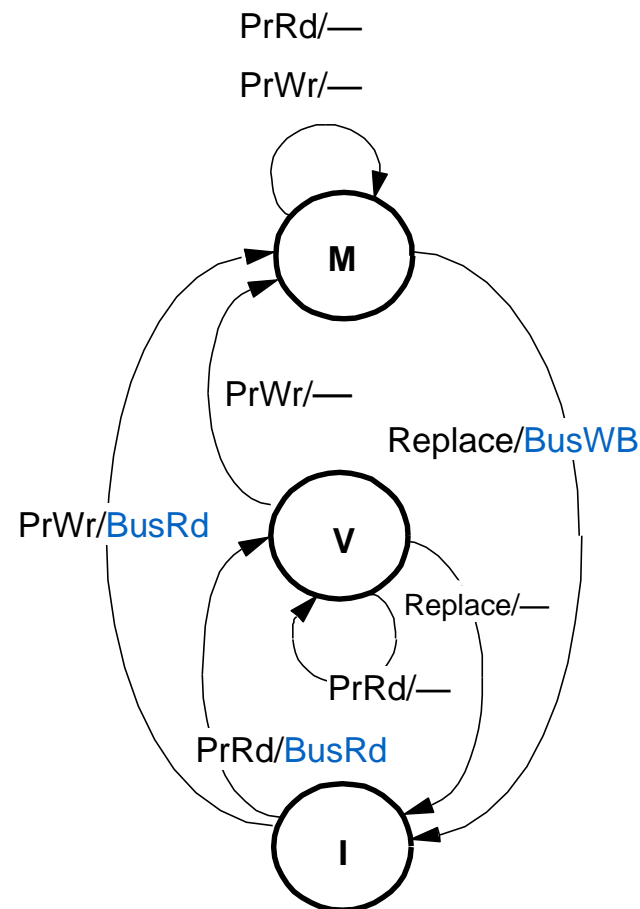 PrRd/—
PrWr/—
M
PrWr/—
Replace/BusWB
PrWr/BusRd
V
Replace/—
PrRd/—
PrRd/BusRd
I